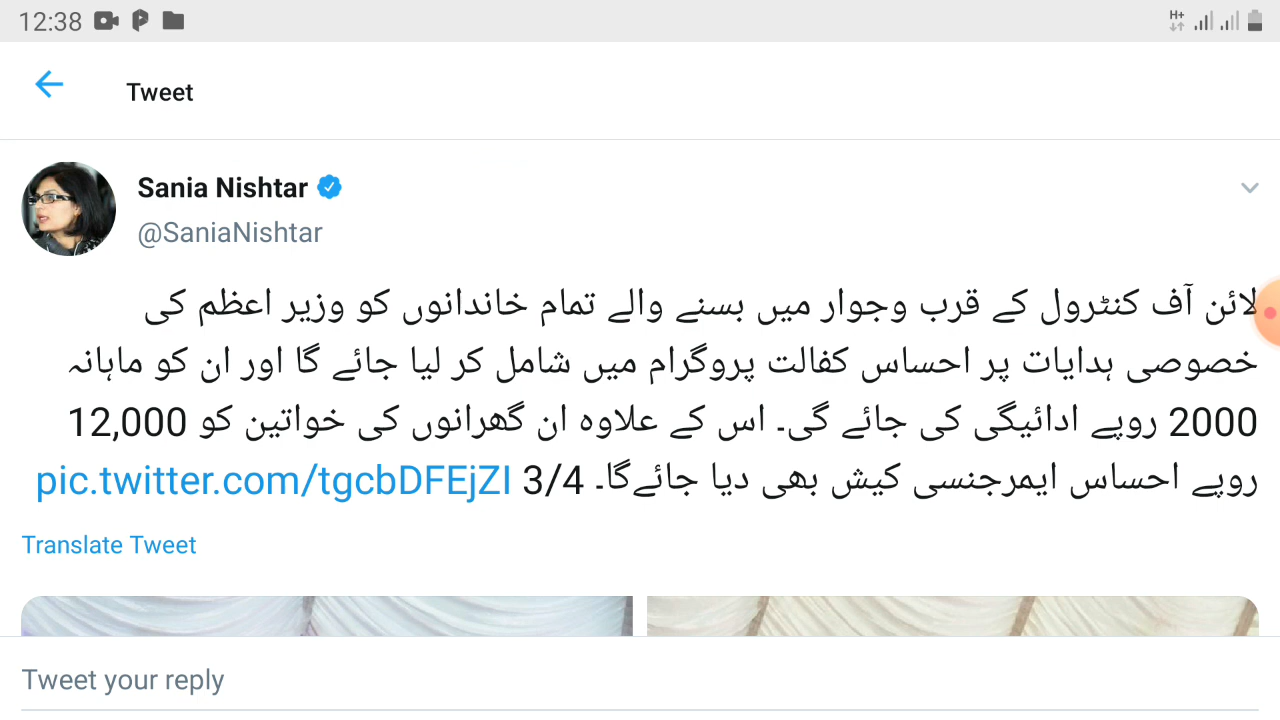 12:38
H+
Tweet
Sania Nishtar
@SaniaNishtar
لائن آف کنٹرول کے قرب وجوار میں بسنے والے تمام خاندانوں کو وزیر اعظم کی
خصوصی ہدایات پر احساس کفالت پروگرام میں شامل کر لیا جائے گا اور ان کو ماہانہ
2000 روپے ادائیگی کی جائے گی۔ اس کے علاوہ ان گھرانوں کی خواتین کو 12,000
روپے احساس ایمرجنسی کیش بھی دیا جائےگا۔ 3/4 pic.twitter.com/tgcbDFEjZI
Translate Tweet
Tweet your reply